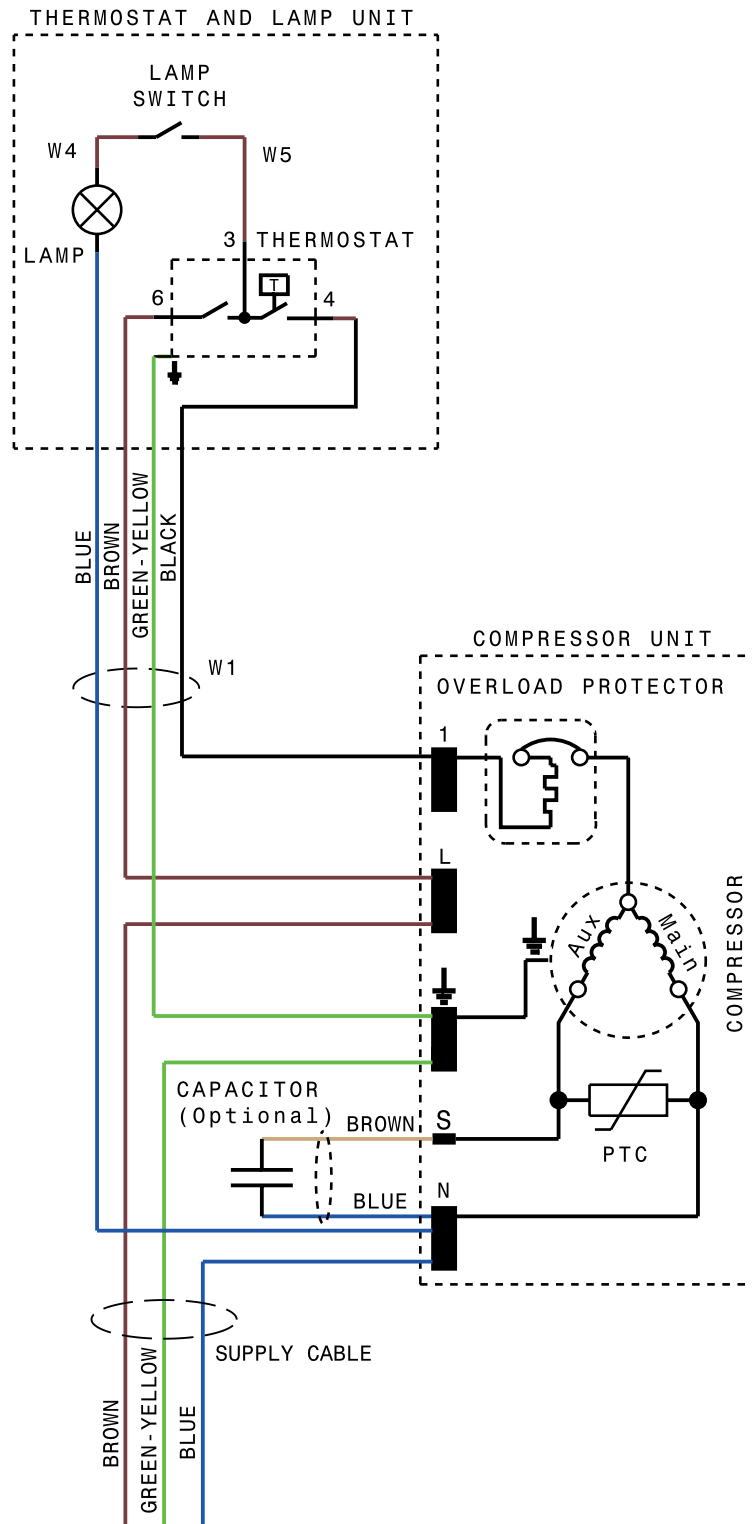 THERMOSTAT AND LAMP UNIT
LAMP
SWITCH
W4
W5
LAMP
3
THERMOSTAT
6
T
4
BLUE
BROWN
GREEN-YELLOW
BLACK
W1
COMPRESSOR UNIT
OVERLOAD PROTECTOR
1
L
Aux
Main
COMPRESSOR
CAPACITOR
(Optional)
BROWN
S
PTC
BLUE
N
SUPPLY CABLE
BROWN
GREEN-YELLOW
BLUE